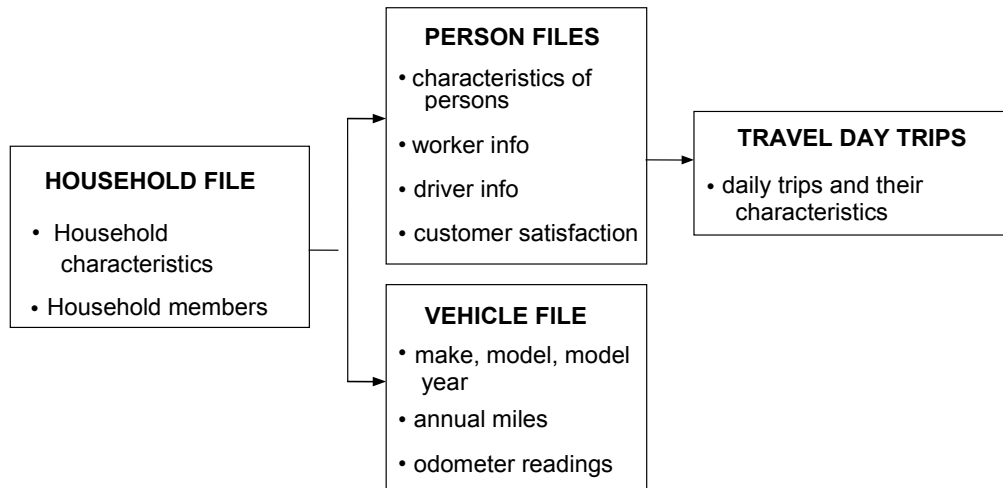 HOUSEHOLD FILE
• Household
characteristics
• Household members
PERSON FILES
• characteristics of
persons
• worker info
• driver info
• customer satisfaction
VEHICLE FILE
• make, model, model
year
• annual miles
• odometer readings
TRAVEL DAY TRIPS
• daily trips and their
characteristics